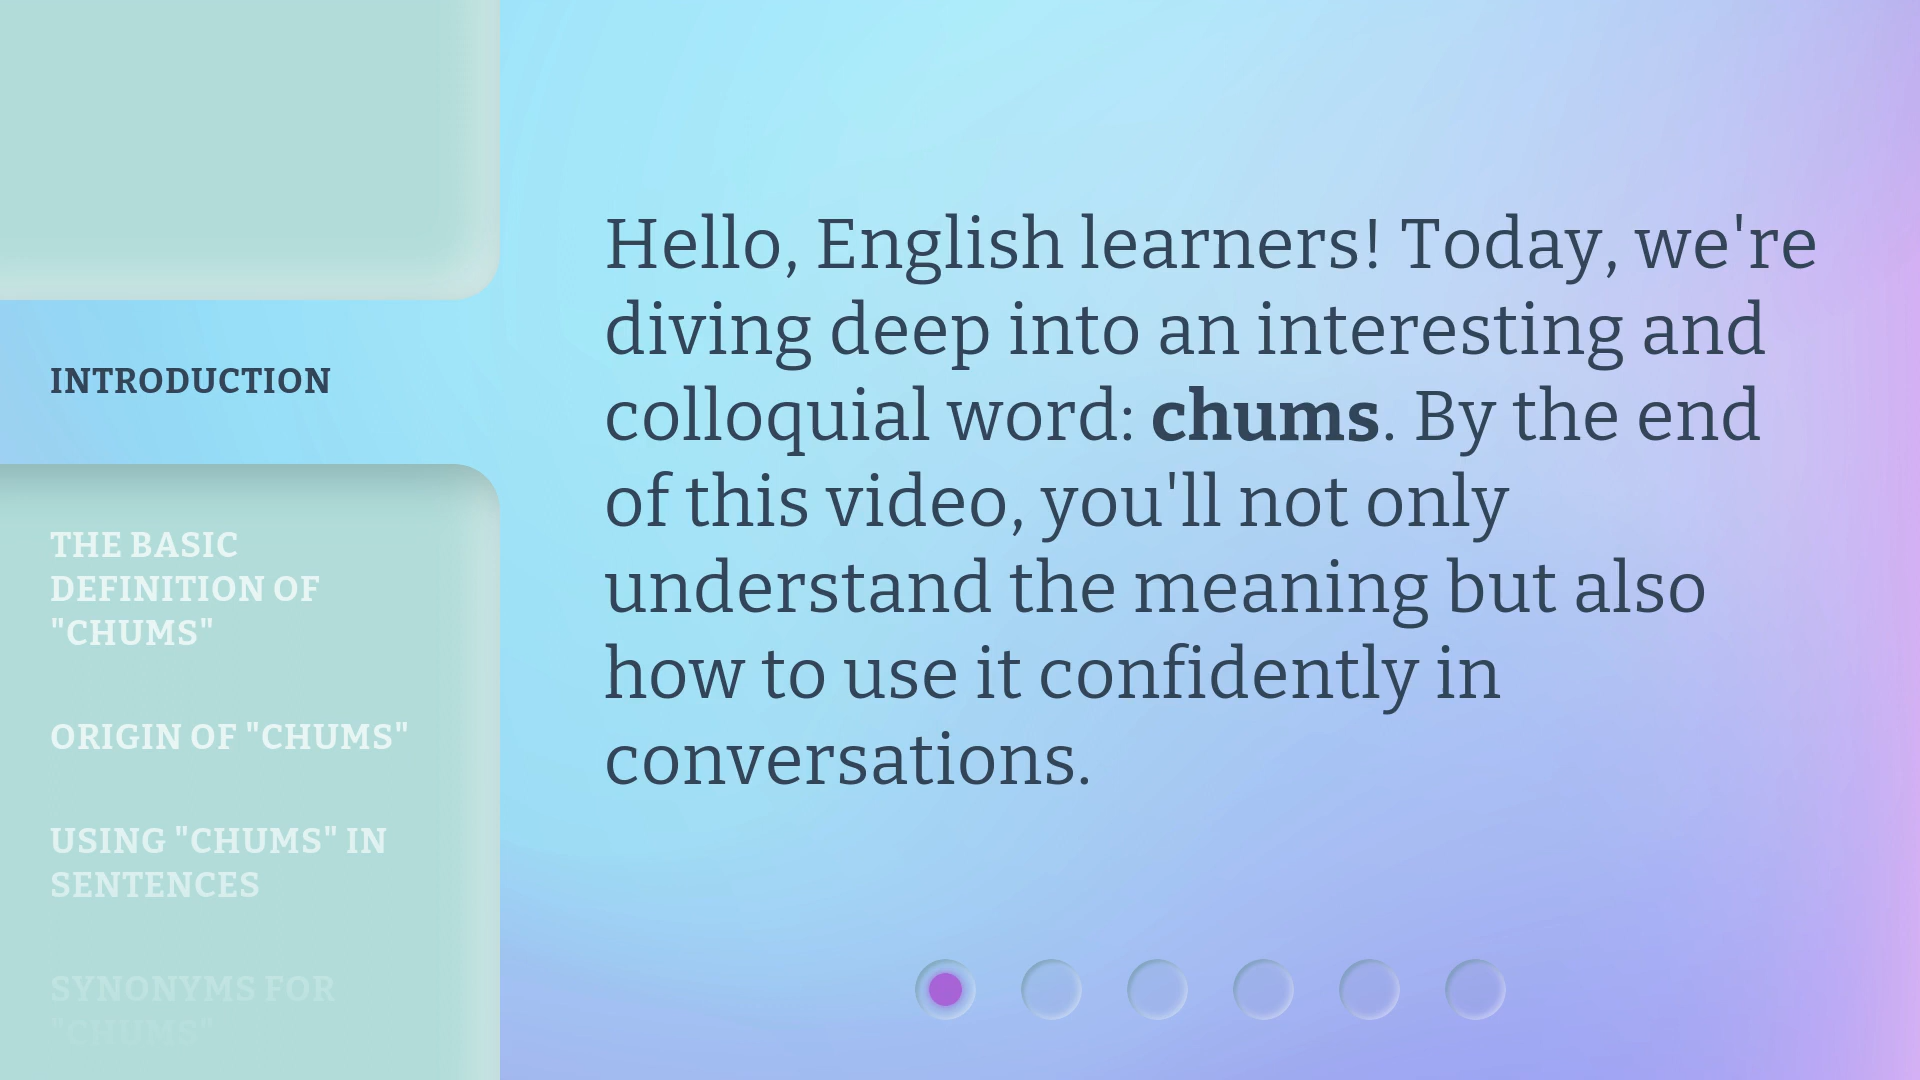 INTRODUCTION
THE BASIC
DEFINITION OF
"CHUMS"
ORIGIN OF "CHUMS"
USING "CHUMS" IN
SENTENCES
SYNONYMS FOR
"CHUMS"
Hello, English learners! Today, we're
diving deep into an interesting and
colloquial word: chums. By the end
of this video, you'll not only
understand the meaning but also
how to use it confidently in
conversations.